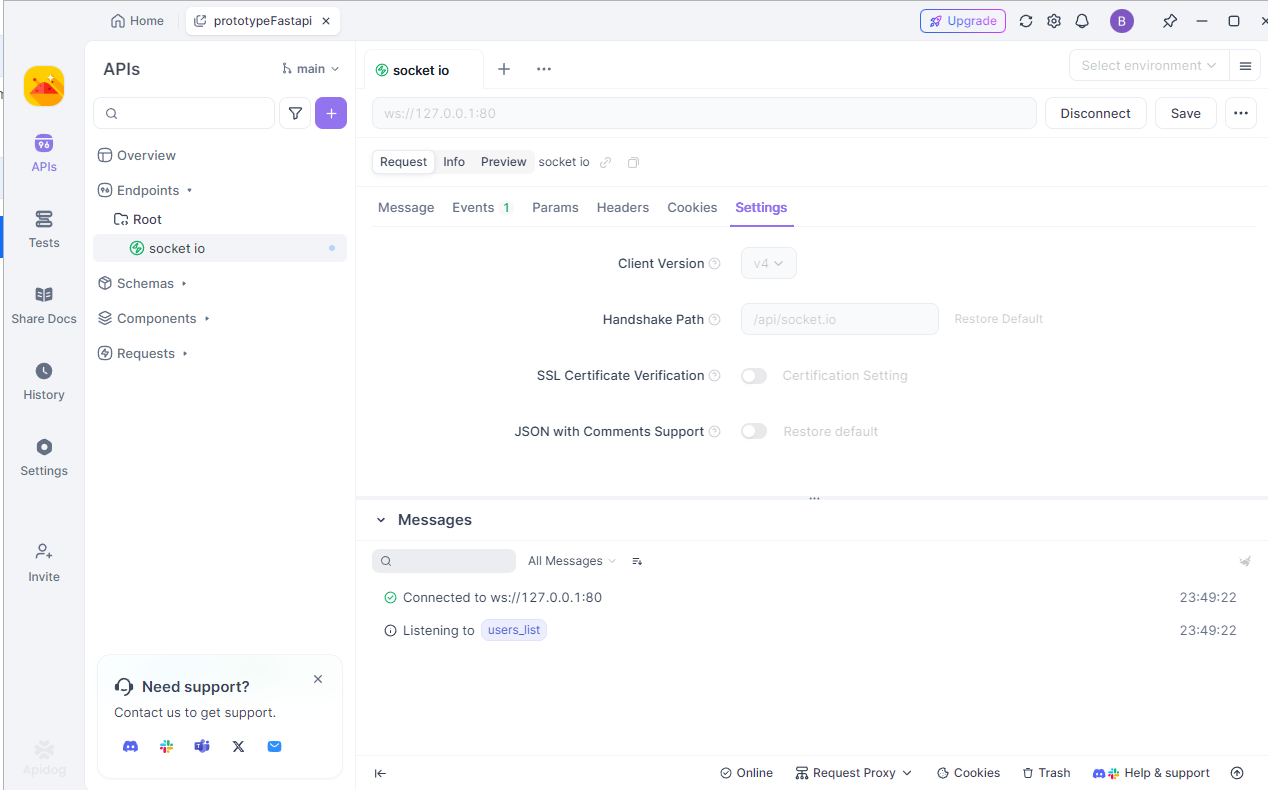 Home
prototypeFastapi
Upgrade
B
APIs
main
socket io
Select environment
ws://127.0.0.1:80
Disconnect
Save
Request
Info
Preview
socket io
Message
Events 1
Params
Headers
Cookies
Settings
Client Version
v4
Handshake Path
/api/socket.io
Restore Default
SSL Certificate Verification
Certification Setting
JSON with Comments Support
Restore default
APIs
Tests
Share Docs
History
Settings
Invite
Apidog
Overview
Endpoints
Root
socket io
Schemas
Components
Requests
Need support?
Contact us to get support.
Messages
All Messages
Connected to ws://127.0.0.1:80
23:49:22
Listening to users_list
23:49:22
Online
Request Proxy
Cookies
Trash
Help & support